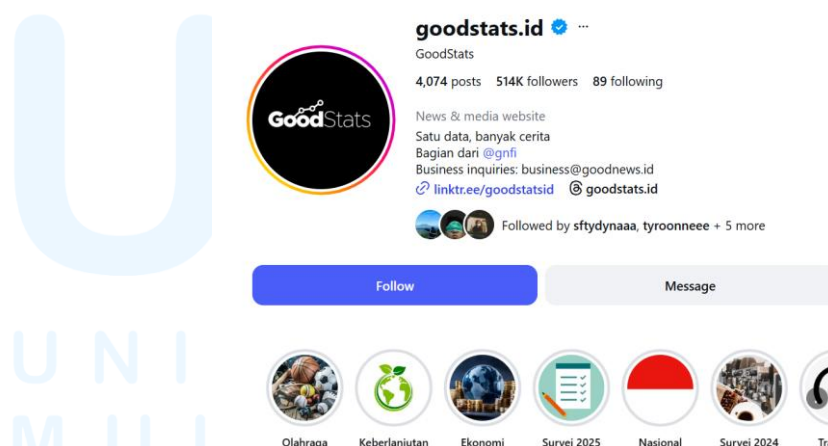 goodstats.id
GoodStats
4,074 posts 514K followers 89 following
GoodStats
News & media website
Satu data, banyak cerita
Bagian dari @gnfi
Business inquiries: business@goodnews.id
linktr.ee/goodstatsid goodstats.id
Followed by sftydynaaa, tyroonneee + 5 more
Follow Message
Olahraga Keberlanjutan Ekonomi Survei 2025 Nasional Survei 2024
U
UNI